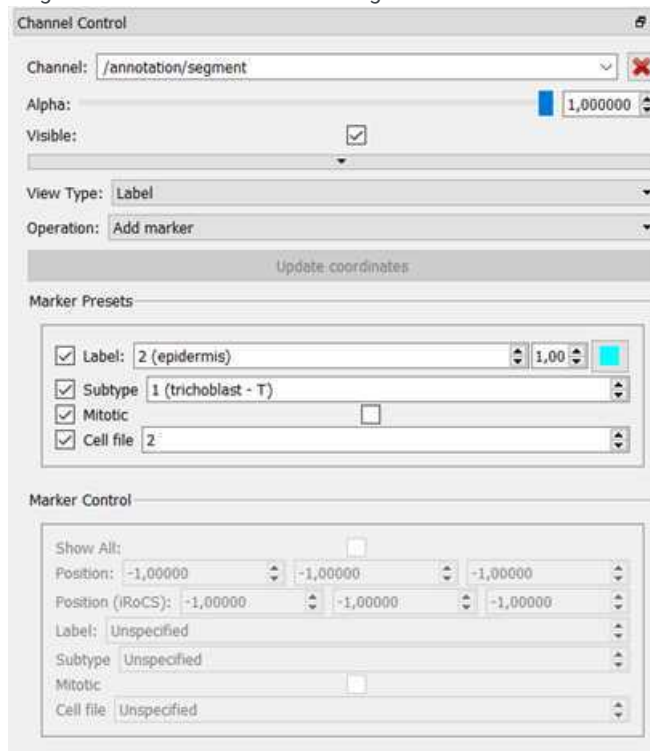 Channel Control
Channel: /annotation/segment
Alpha: 1,000000
Visible:
View Type: Label
Operation: Add marker
Update coordinates
Marker Presets
Label: 2 (epidermis) 1,00
Subtype 1 (trichoblast - T)
Mitotic
Cell file 2
Marker Control
Show All:
Position: -1,00000 -1,00000 -1,00000
Position (iRoCS): -1,00000 -1,00000 -1,00000
Label: Unspecified
Subtype Unspecified
Mitotic
Cell file Unspecified